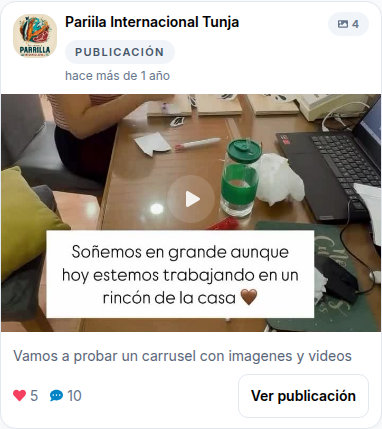 Pariila Internacional Tunja
4
PARRILLA
PUBLICACIÓN
hace más de 1 año
Soñemos en grande aunque
hoy estemos trabajando en un
rincón de la casa 🤎
Vamos a probar un carrusel con imagenes y videos
5 10
Ver publicación